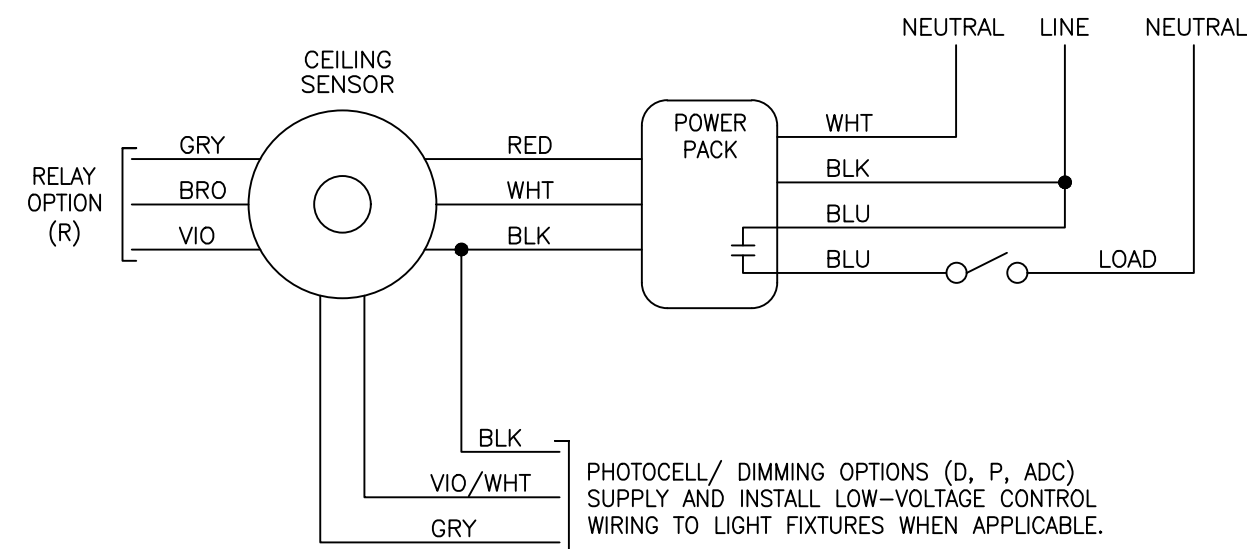 NEUTRAL LINE NEUTRAL
CEILING
SENSOR
RELAY
OPTION
(R)
GRY
BRO
VIO
RED
WHT
BLK
POWER
PACK
WHT
BLK
BLU
BLU
LOAD
BLK
VIO/WHT
GRY
PHOTOCELL/ DIMMING OPTIONS (D, P, ADC)
SUPPLY AND INSTALL LOW-VOLTAGE CONTROL
WIRING TO LIGHT FIXTURES WHEN APPLICABLE.